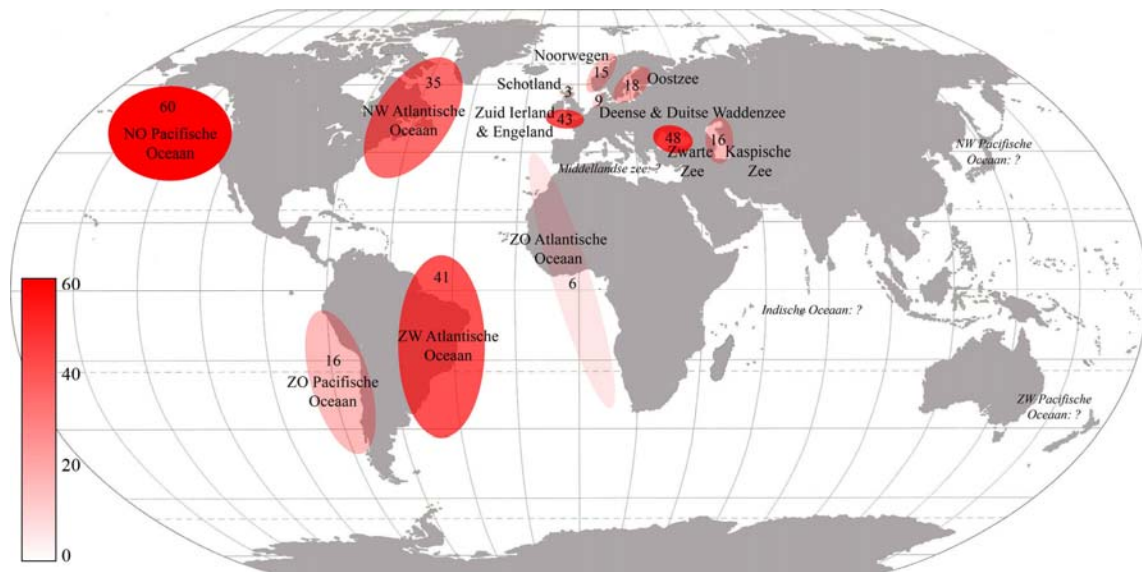 Noorwegen
15
Schotland
3
18
Oostzee
9
Deense & Duitse Waddenzee
Zuid Ierland
& Engeland
43
35
NW Atlantische
Oceaan
60
NO Pacifische
Oceaan
48
Zwarte
Zee
16
Kaspische
Zee
NW Pacifische
Oceaan: ?
Middellandse zee: ?
ZO Atlantische
Oceaan
6
41
ZW Atlantische
Oceaan
16
ZO Pacifische
Oceaan
Indische Oceaan: ?
ZW Pacifische
Oceaan: ?
60
40
20
0